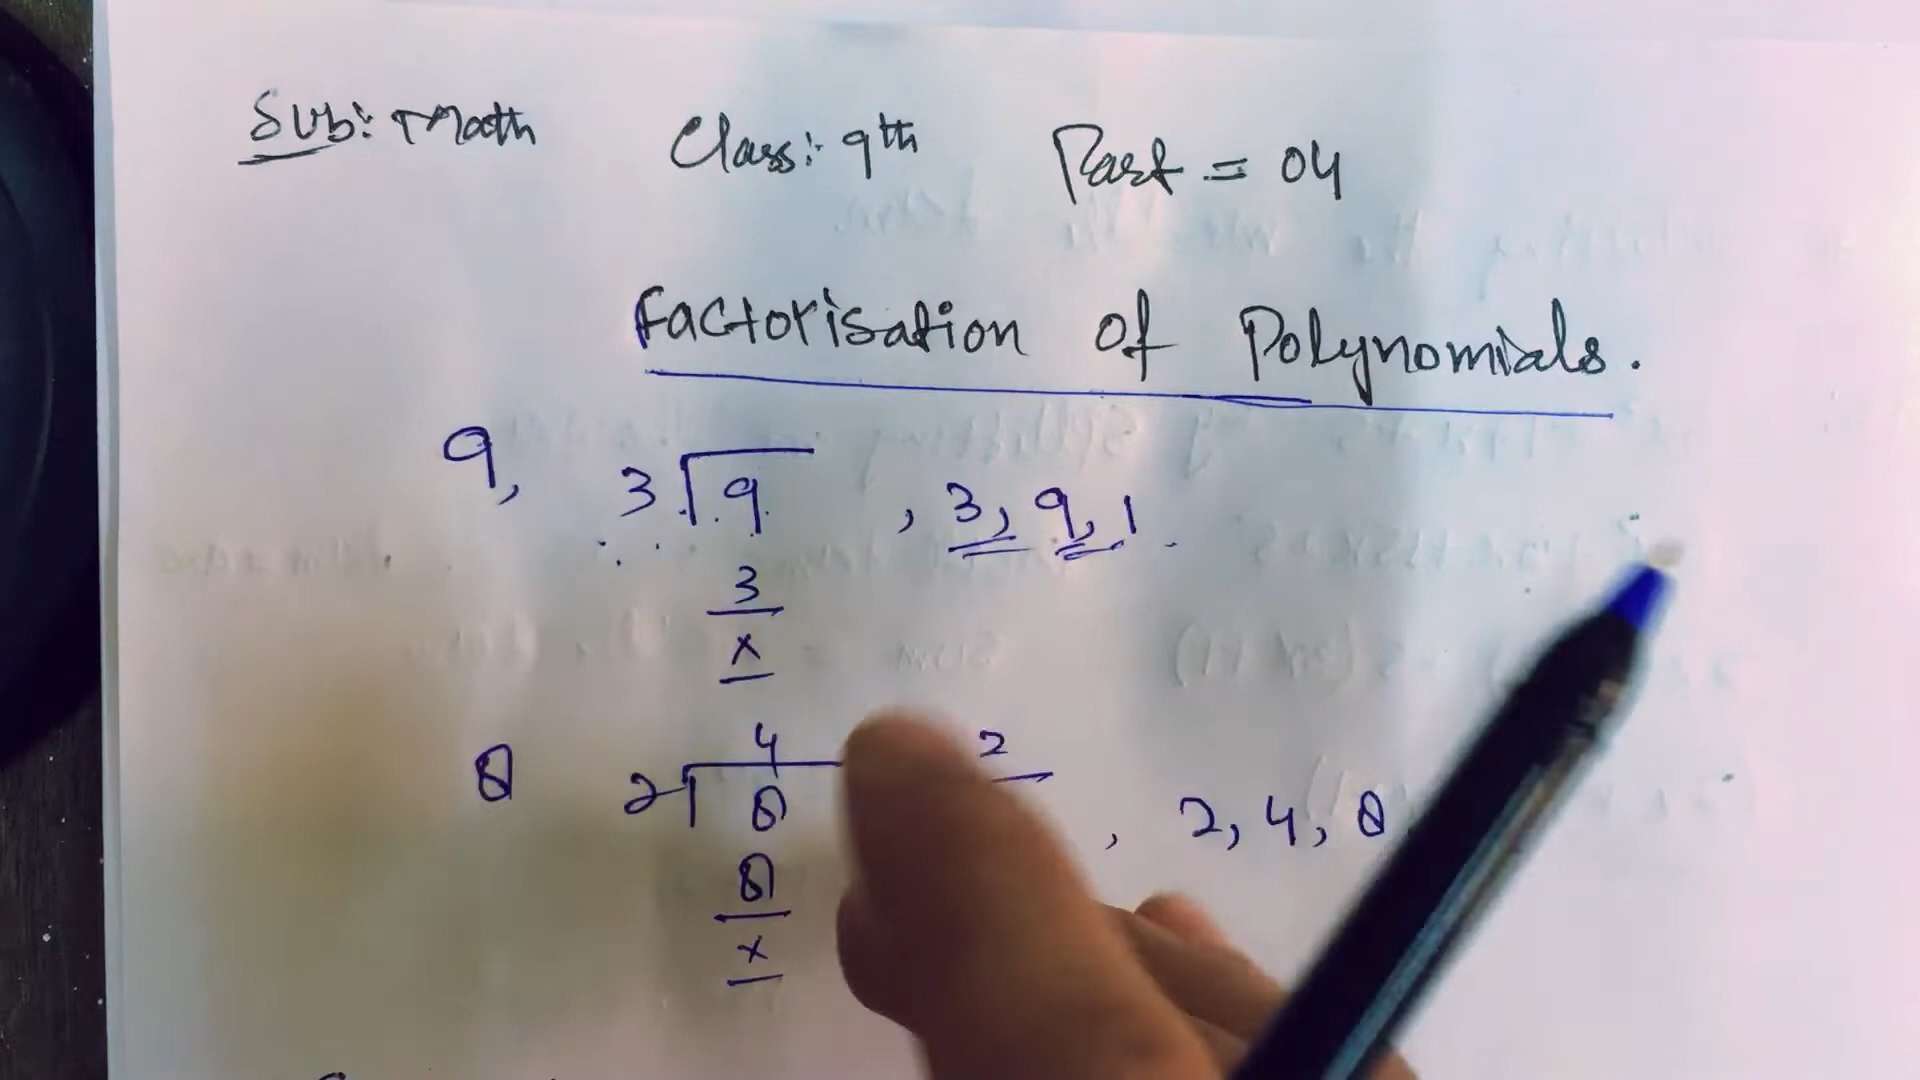 Sub:- Math Class:- 9th Part = 04
Factorisation of Polynomials.
9, 3 9 , 3, 9, 1.
3
x
4 2
8 2 8 , 2, 4, 8
8
x